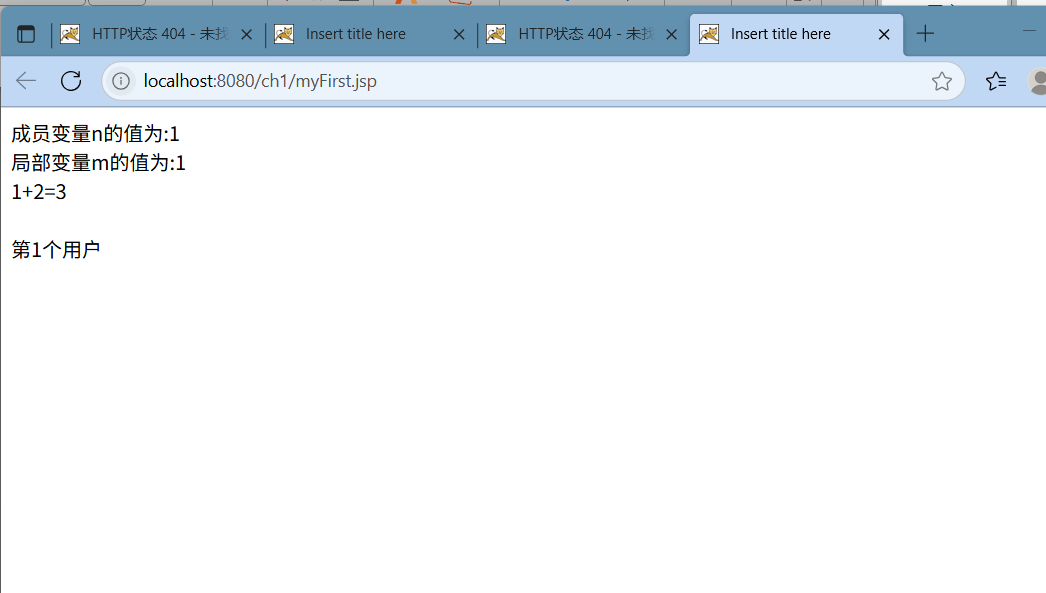 HTTP状态 404 - 未找
Insert title here
HTTP状态 404 - 未找
Insert title here
localhost:8080/ch1/myFirst.jsp
成员变量n的值为:1
局部变量m的值为:1
1+2=3
第1个用户